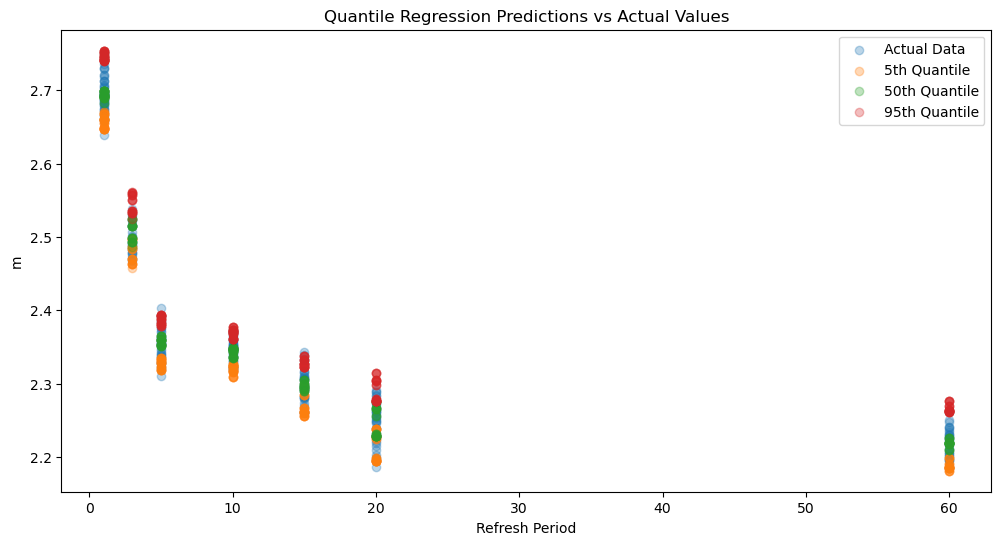 Quantile Regression Predictions vs Actual Values
Actual Data
5th Quantile
50th Quantile
95th Quantile
2.7
2.6
2.5
2.4
2.3
2.2
m
0 10 20 30 40 50 60
Refresh Period